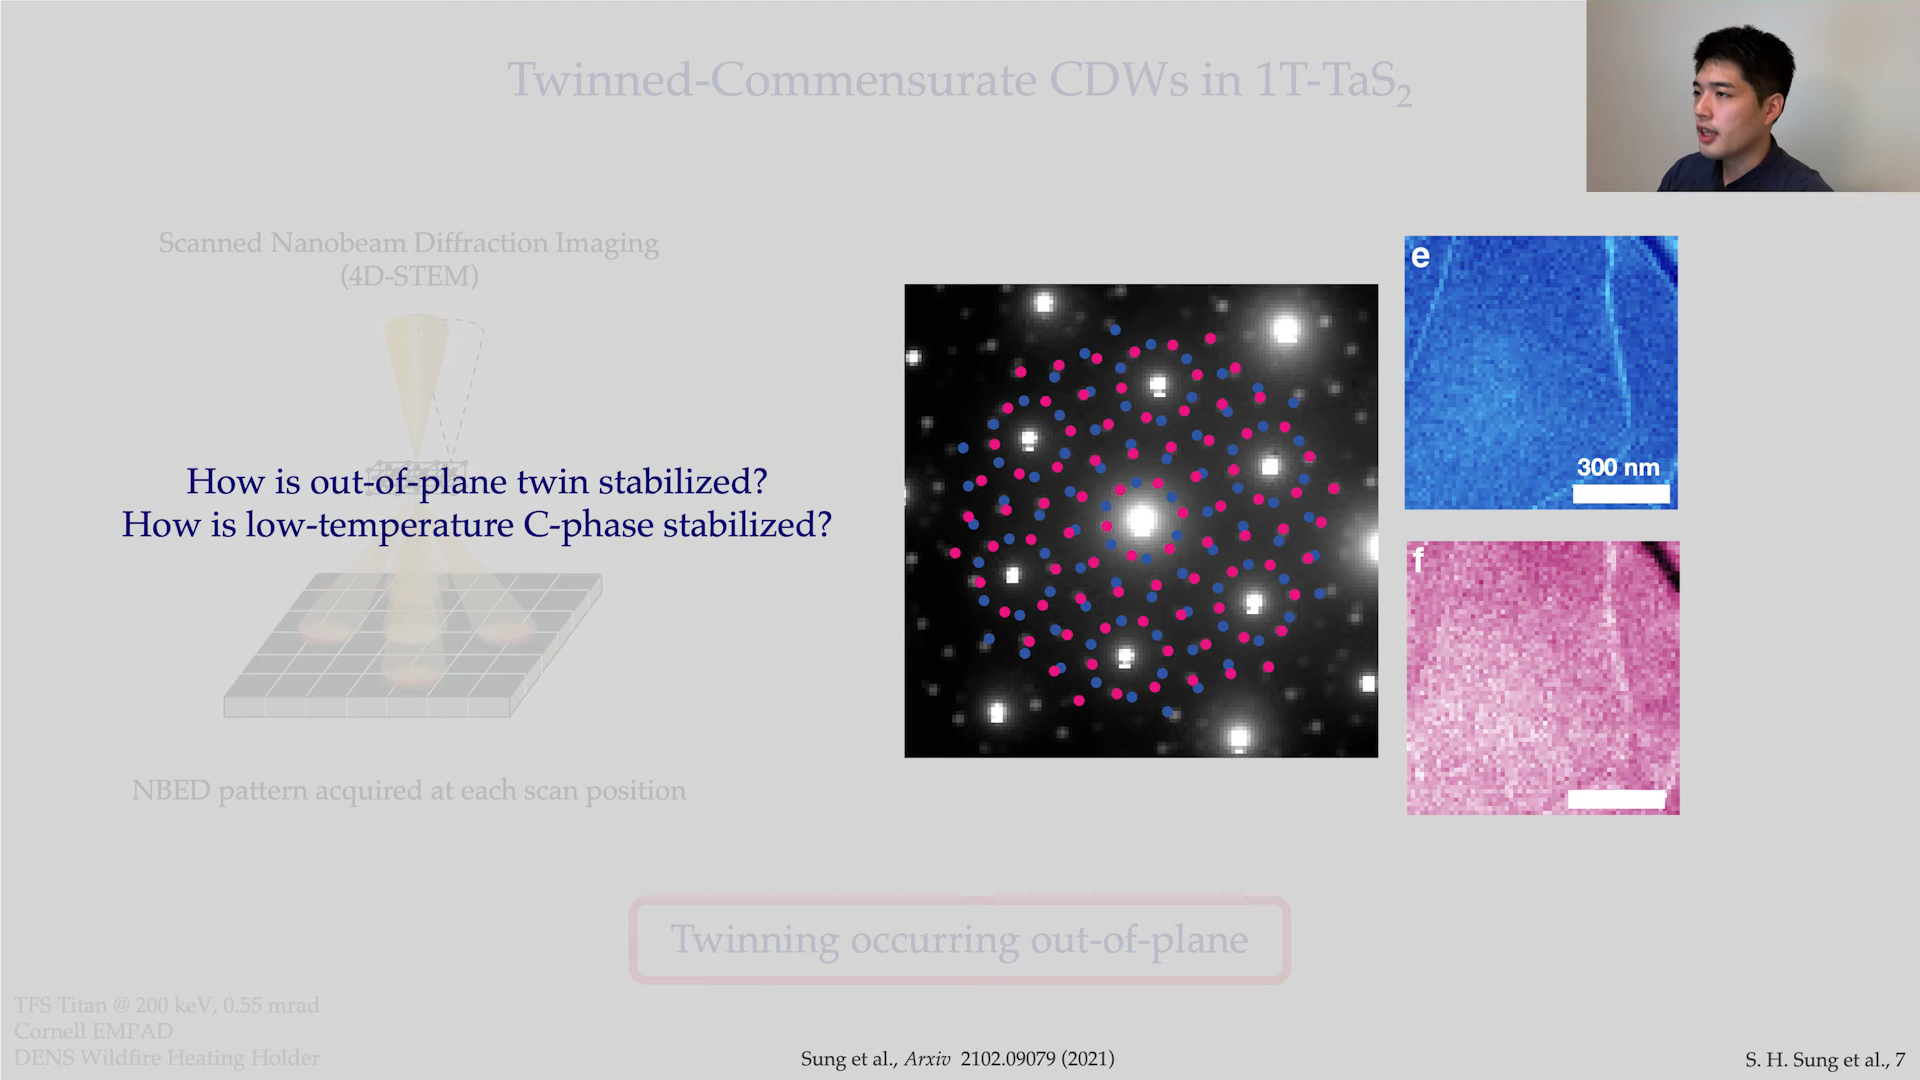 Twinned-Commensurate CDWs in 1T-TaS2
Scanned Nanobeam Diffraction Imaging
(4D-STEM)
How is out-of-plane twin stabilized?
How is low-temperature C-phase stabilized?
NBED pattern acquired at each scan position
e
300 nm
f
Twinning occurring out-of-plane
TFS Titan @ 200 keV, 0.55 mrad
Cornell EMPAD
DENS Wildfire Heating Holder
Sung et al., Arxiv 2102.09079 (2021)
S. H. Sung et al., 7